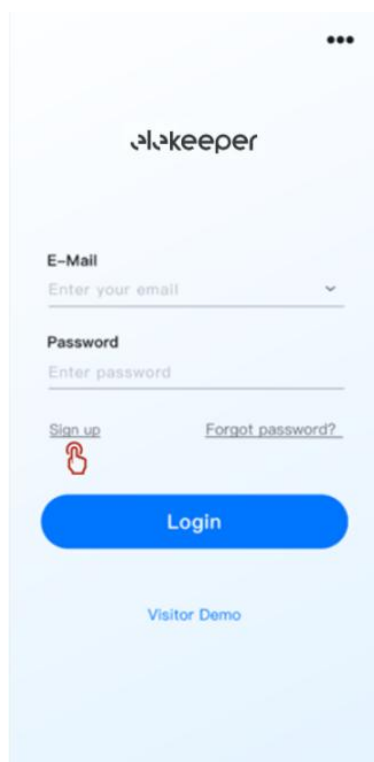 elekeeper
E-Mail
Enter your email
Password
Enter password
Sign up Forgot password?
Login
Visitor Demo